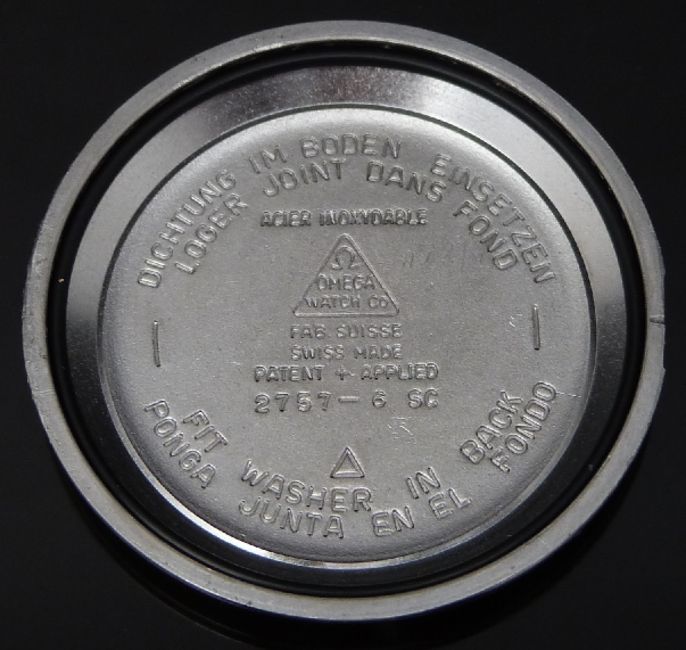 DICHTUNG IM BODEN EINSETZEN
LOGER JOINT DANS FOND
ACIER INOXYDABLE
Ω
OMEGA
WATCH Co
FAB. SUISSE
SWISS MADE
PATENT + APPLIED
2757-6 SC
FIT WASHER IN BACK
PONGA JUNTA EN EL FONDO